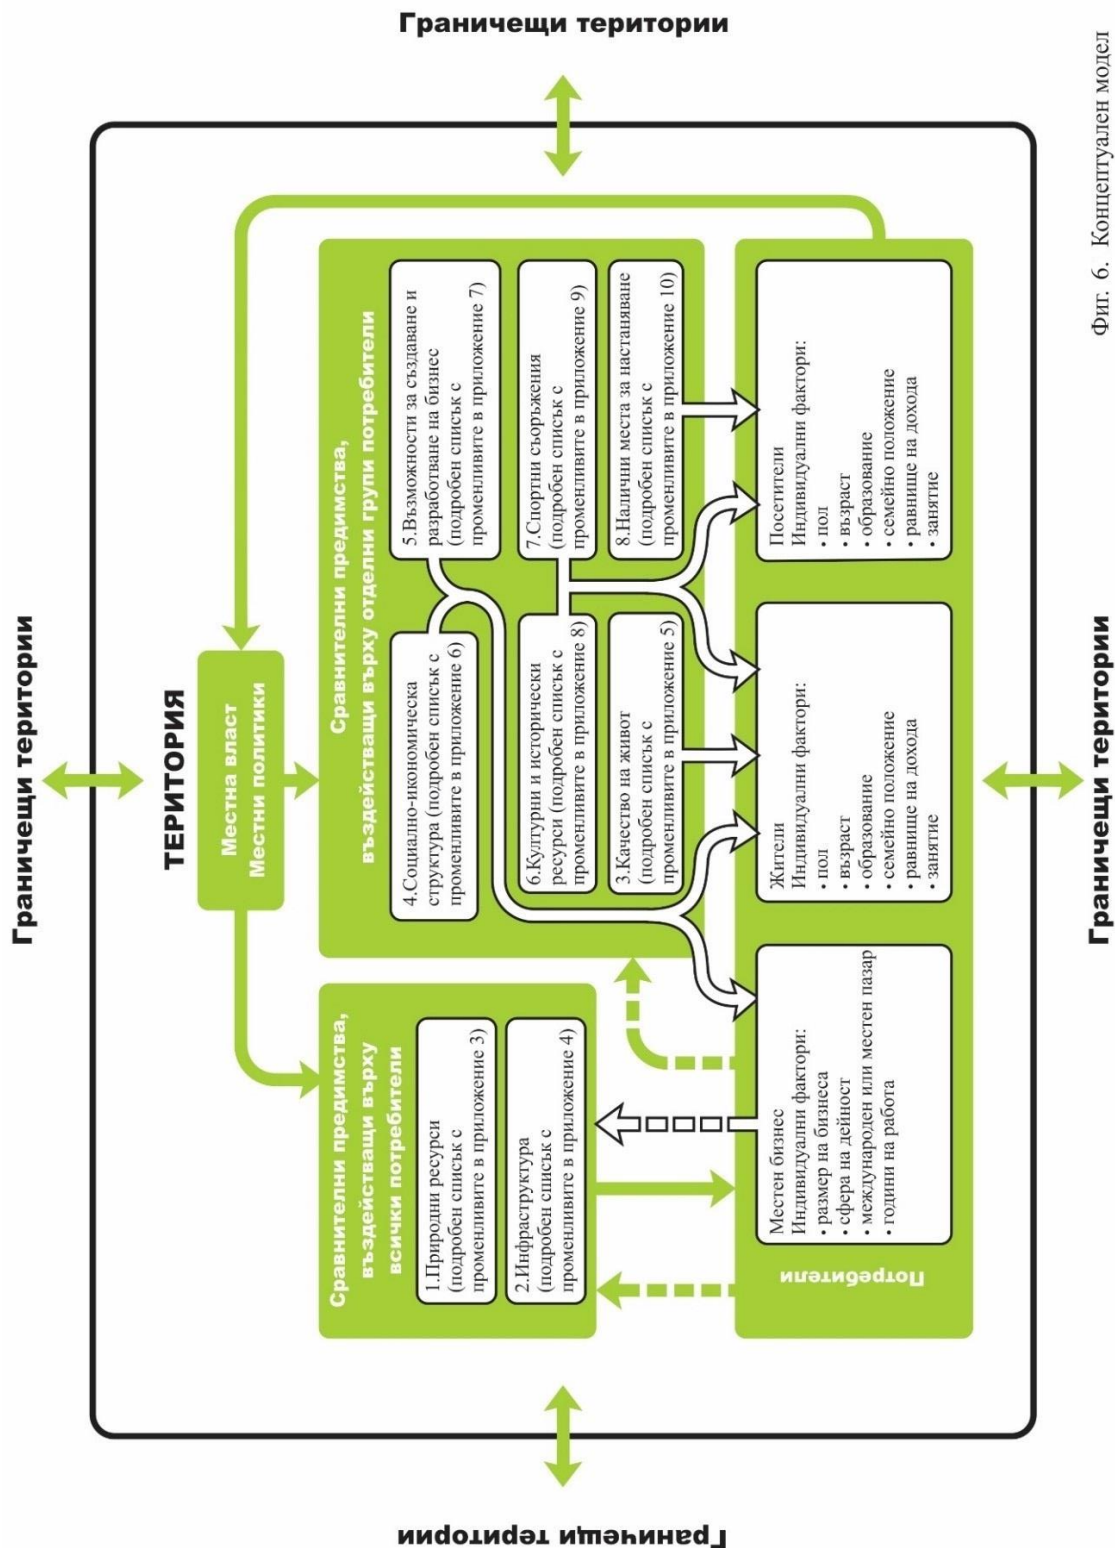 Граничещи територии
Граничещи територии
ТЕРИТОРИЯ
Местна власт
Местни политики
Сравнителни предимства,
въздействащи върху
всички потребители
1.Природни ресурси
(подробен списък с
променливите в приложение 3)
2.Инфраструктура
(подробен списък с
променливите в приложение 4)
Сравнителни предимства,
въздействащи върху отделни групи потребители
4.Социално-икономическа
структура (подробен списък с
променливите в приложение 6)
5.Възможности за създаване и
разработване на бизнес
(подробен списък с
променливите в приложение 7)
6.Културни и исторически
ресурси (подробен списък с
променливите в приложение 8)
7.Спортни съоръжения
(подробен списък с
променливите в приложение 9)
3.Качество на живот
(подробен списък с
променливите в приложение 5)
8.Налични места за настаняване
(подробен списък с
променливите в приложение 10)
Потребители
Местен бизнес
Индивидуални фактори:
• размер на бизнеса
• сфера на дейност
• международен или местен пазар
• години на работа
Жители
Индивидуални фактори:
• пол
• възраст
• образование
• семейно положение
• равнище на дохода
• занятие
Посетители
Индивидуални фактори:
• пол
• възраст
• образование
• семейно положение
• равнище на дохода
• занятие
Граничещи територии
Граничещи територии
Фиг. 6. Концептуален модел